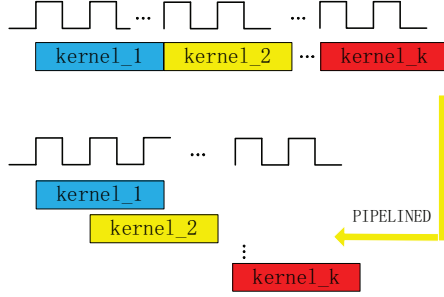 ... ...
kernel_1 kernel_2 ... kernel_k
...
kernel_1
kernel_2
PIPELINED
⋮
kernel_k